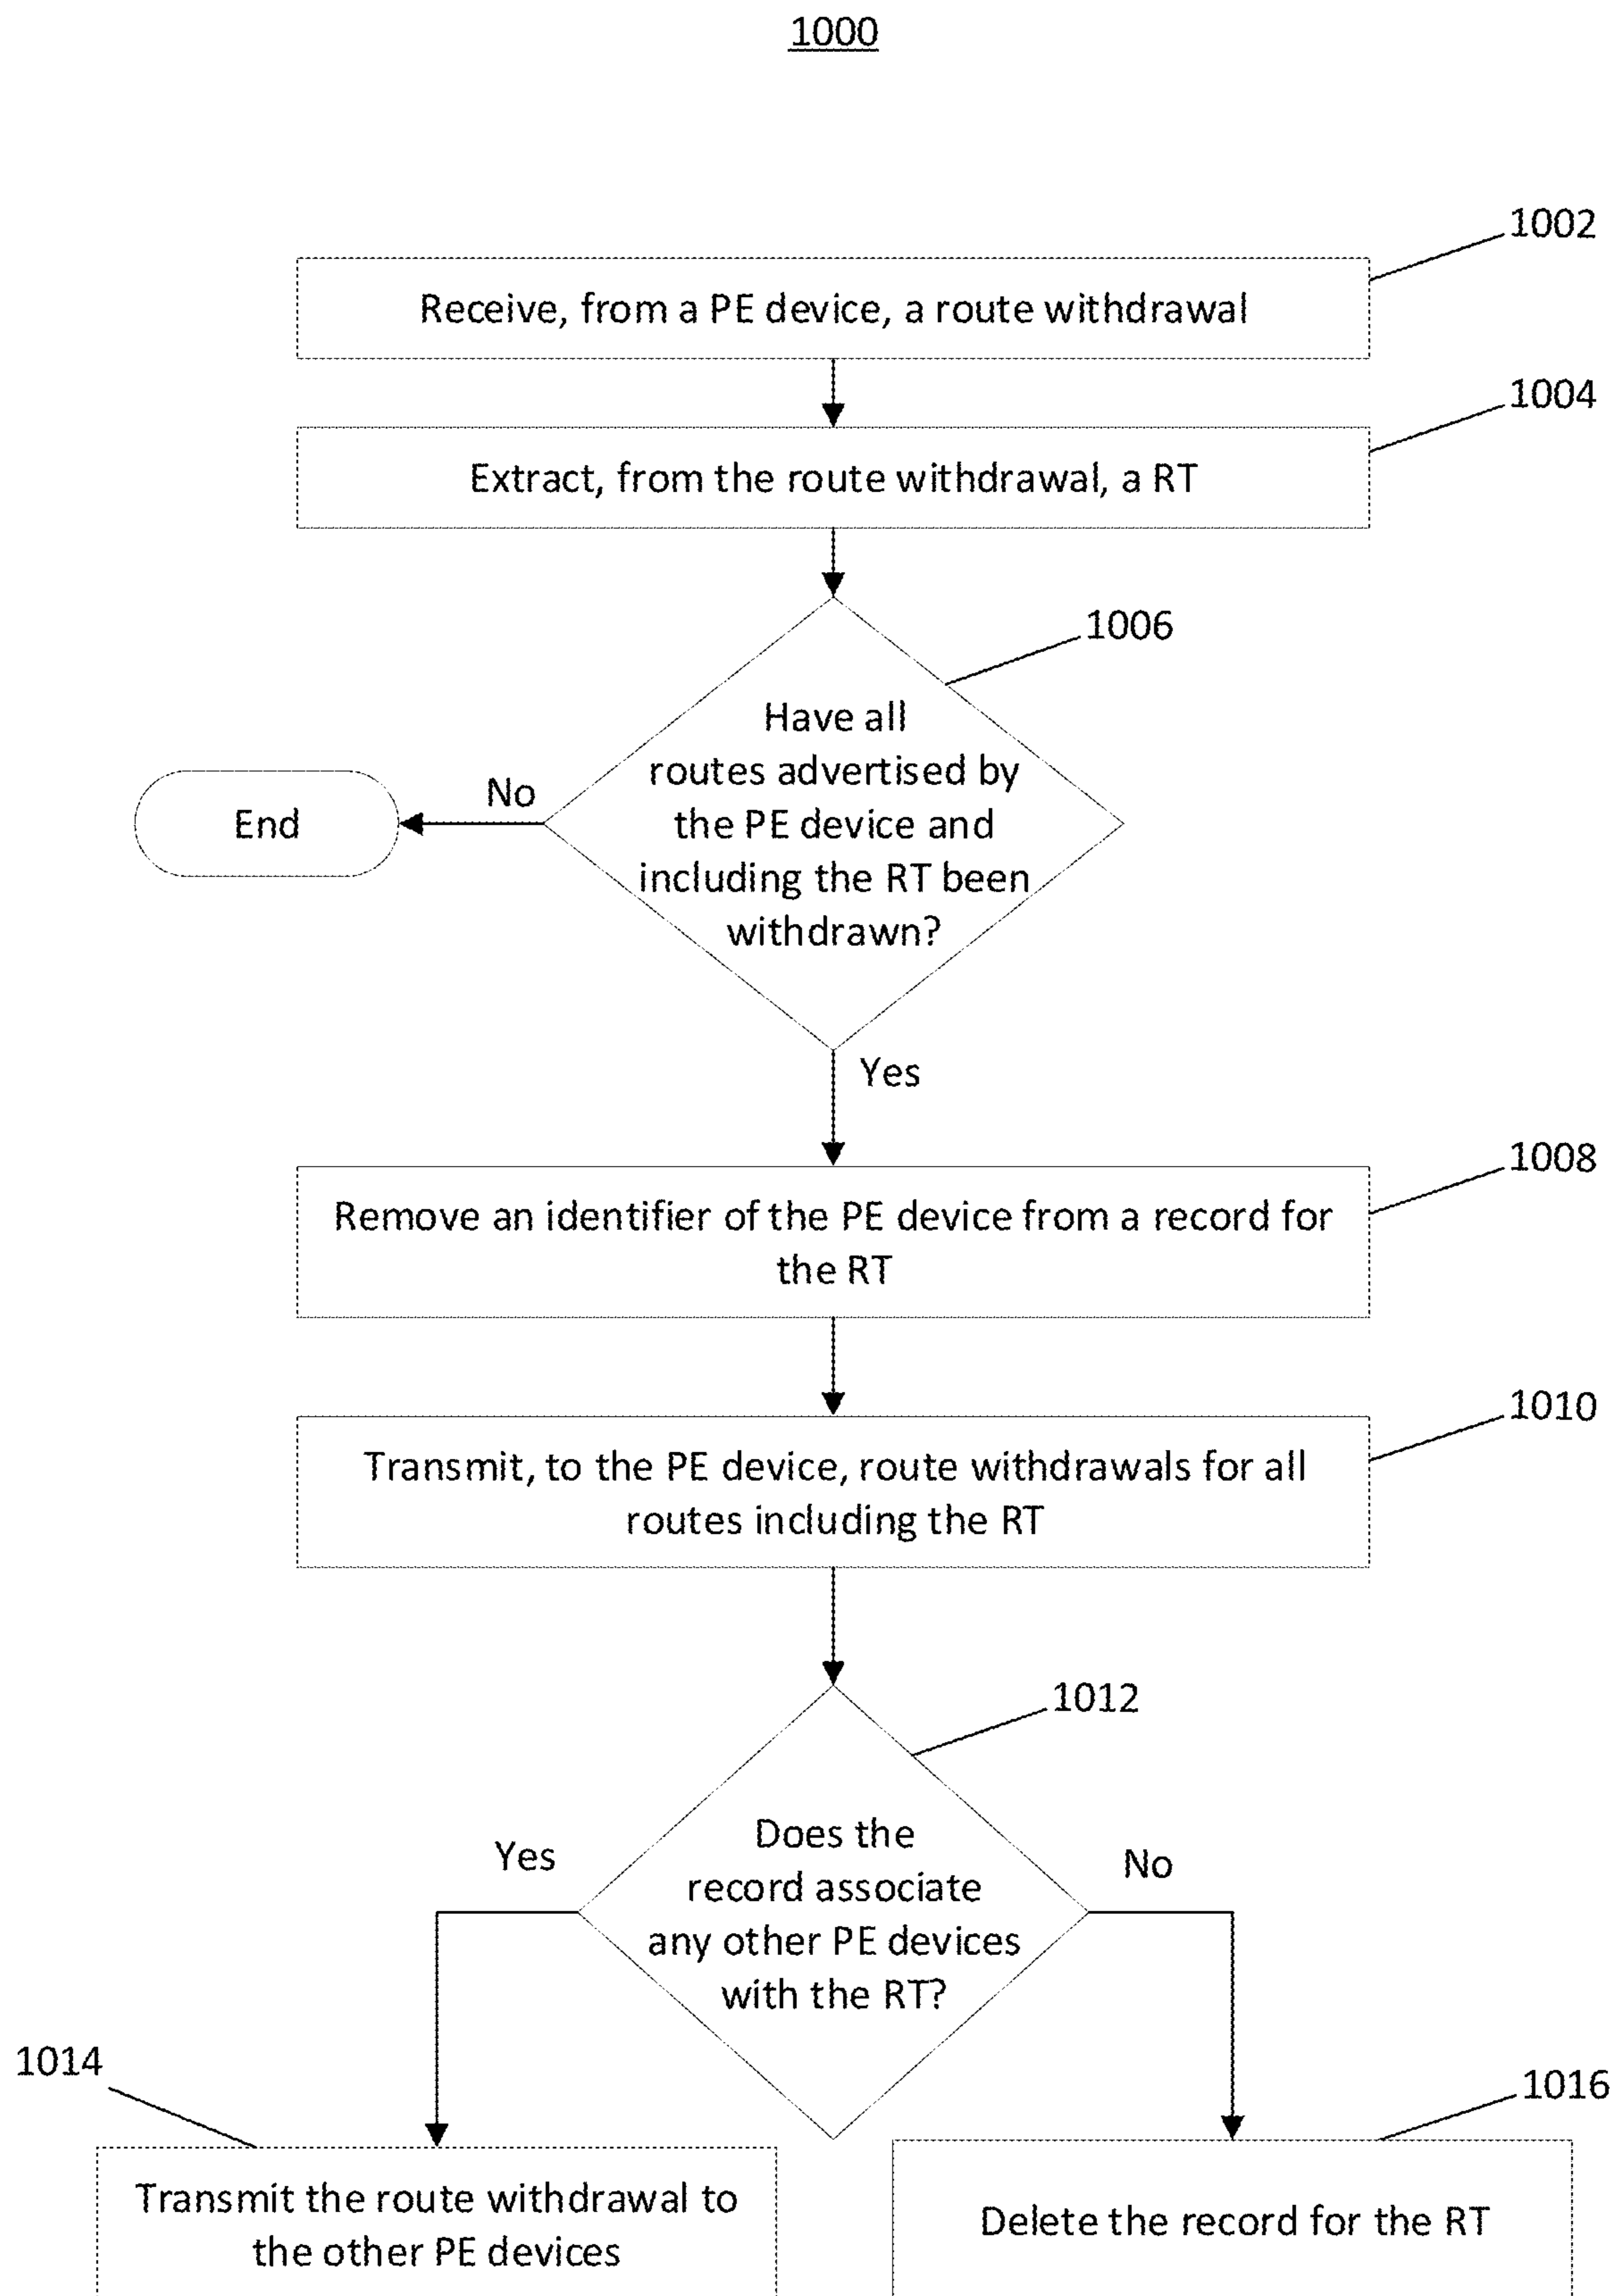 1000
1002
Receive, from a PE device, a route withdrawal
1004
Extract, from the route withdrawal, a RT
1006
Have all
routes advertised by
the PE device and
including the RT been
withdrawn?
No
End
Yes
1008
Remove an identifier of the PE device from a record for
the RT
1010
Transmit, to the PE device, route withdrawals for all
routes including the RT
1012
Does the
record associate
any other PE devices
with the RT?
Yes
No
1014
Transmit the route withdrawal to
the other PE devices
1016
Delete the record for the RT